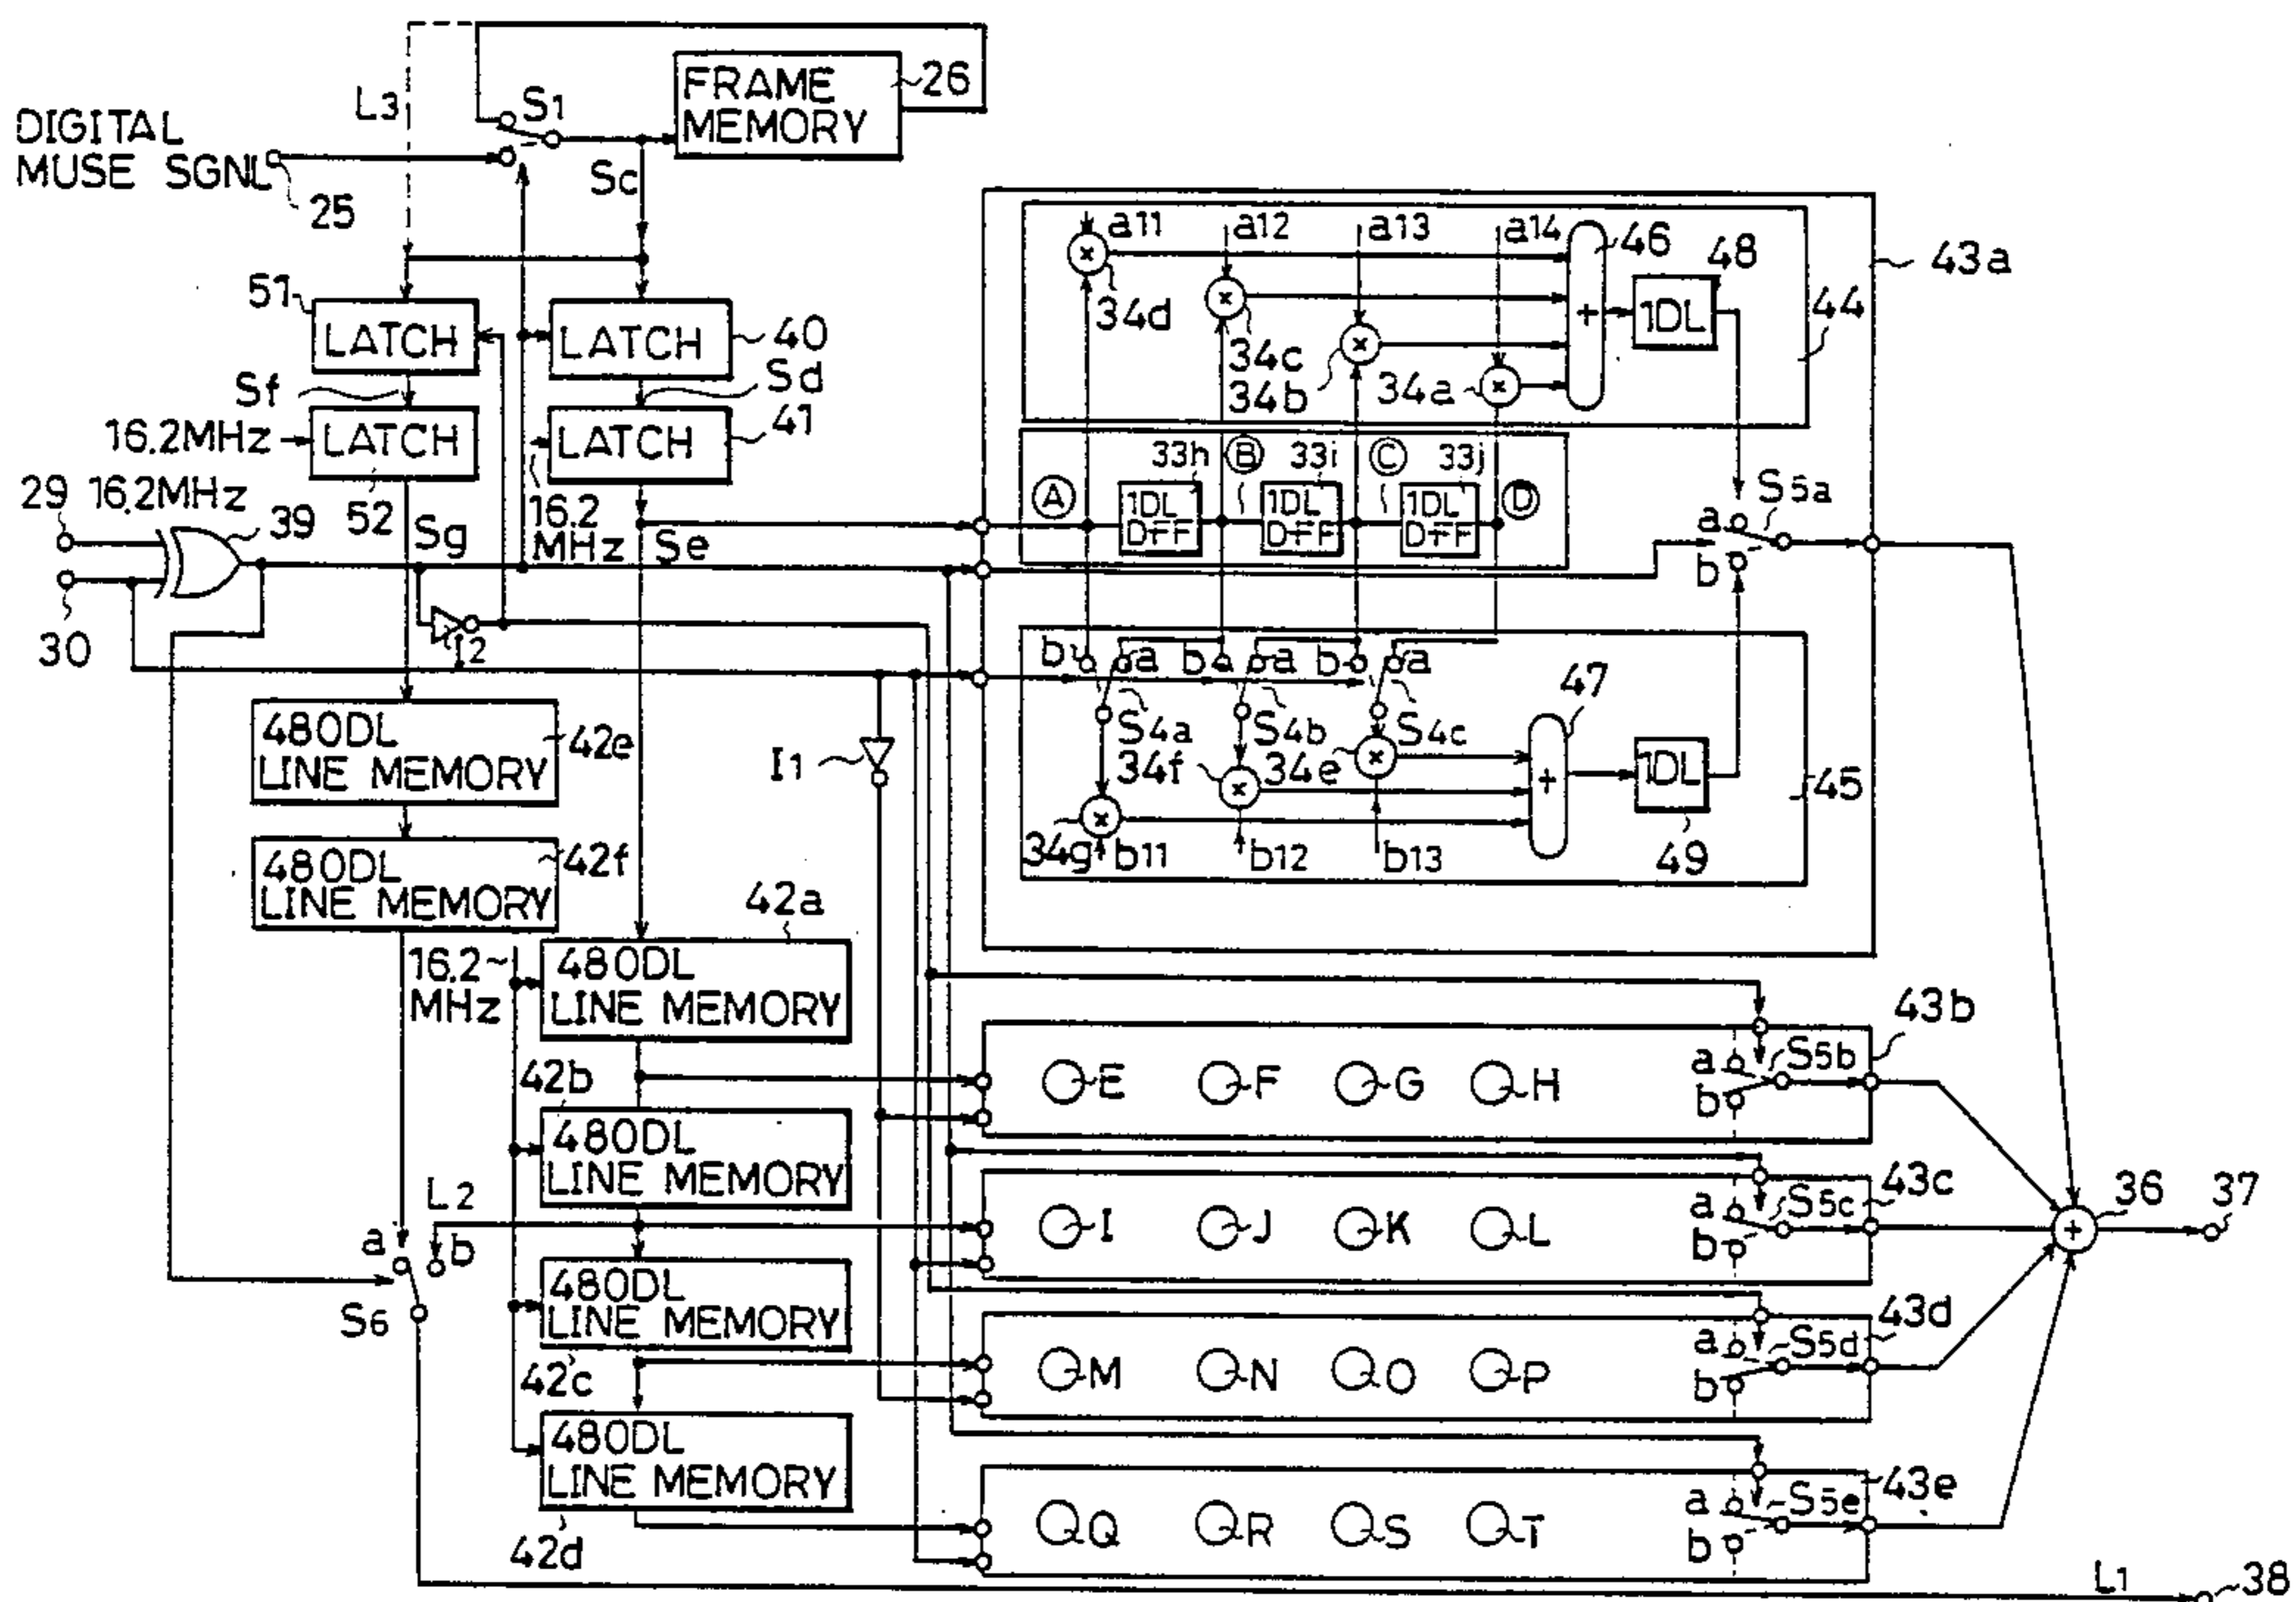 L3
S1
FRAME
MEMORY
26
DIGITAL
MUSE SGNL
25
Sc
51
LATCH
LATCH
40
Sf
Sd
16.2MHz
LATCH
52
LATCH
41
16.2
MHz
29
16.2MHz
39
30
Sg
Se
I2
43a
a11
a12
a13
a14
46
48
34d
34c
34b
34a
+
1DL
44
A
33h
B
33i
C
33j
D
1DL
DFF
1DL
DFF
1DL
DFF
a
S5a
b
b
a
b
a
b
a
47
S4a
S4b
S4c
34f
34e
34g
b11
b12
b13
+
1DL
49
45
480DL
LINE MEMORY
42e
480DL
LINE MEMORY
42f
I1
42a
16.2
MHz
480DL
LINE MEMORY
42b
480DL
LINE MEMORY
L2
a
b
S6
480DL
LINE MEMORY
42c
480DL
LINE MEMORY
42d
43b
E
F
G
H
a
S5b
b
43c
I
J
K
L
a
S5c
b
36
37
+
43d
M
N
O
P
a
S5d
b
43e
Q
R
S
T
a
S5e
b
L1
38